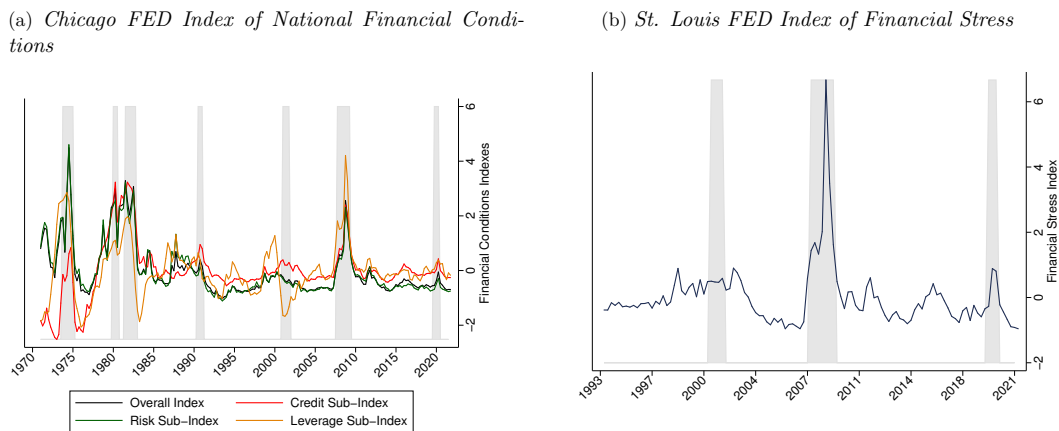 (a) Chicago FED Index of National Financial Condi-
tions
6
4
2
0
−2
Financial Conditions Indexes
1970 1975 1980 1985 1990 1995 2000 2005 2010 2015 2020
Overall Index Credit Sub−Index
Risk Sub−Index Leverage Sub−Index
(b) St. Louis FED Index of Financial Stress
6
4
2
0
−2
Financial Stress Index
1993 1997 2000 2004 2007 2011 2014 2018 2021